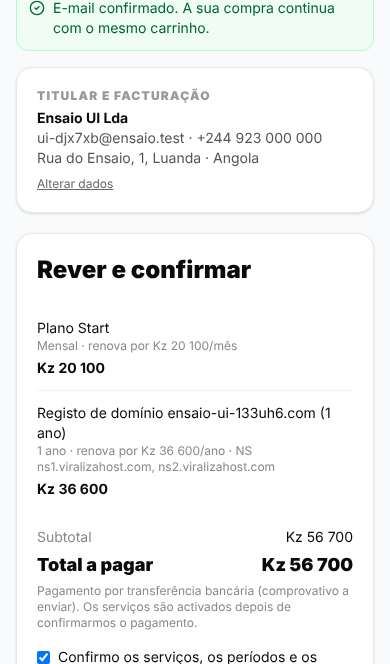 E-mail confirmado. A sua compra continua
com o mesmo carrinho.
TITULAR E FACTURAÇÃO
Ensaio UI Lda
ui-djx7xb@ensaio.test · +244 923 000 000
Rua do Ensaio, 1, Luanda · Angola
Alterar dados
Rever e confirmar
Plano Start
Mensal · renova por Kz 20 100/mês
Kz 20 100
Registo de domínio ensaio-ui-133uh6.com (1
ano)
1 ano · renova por Kz 36 600/ano · NS
ns1.viralizahost.com, ns2.viralizahost.com
Kz 36 600
Subtotal Kz 56 700
Total a pagar Kz 56 700
Pagamento por transferência bancária (comprovativo a
enviar). Os serviços são activados depois de
confirmarmos o pagamento.
Confirmo os serviços, os períodos e os